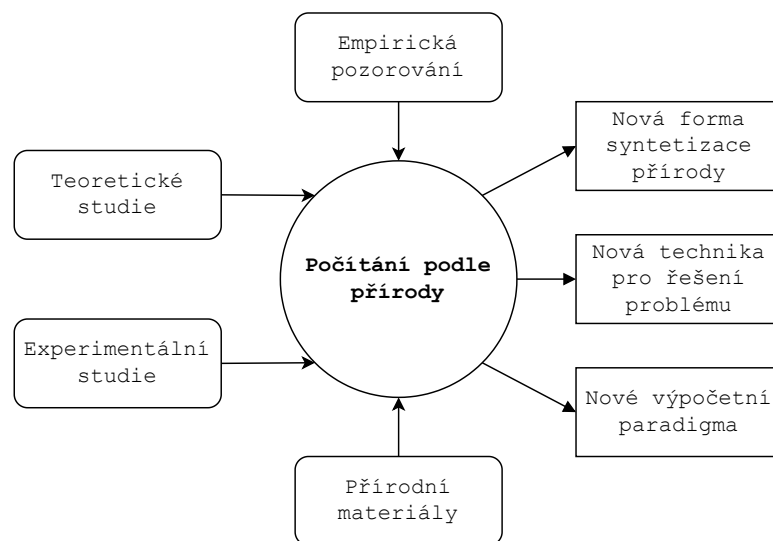 Empirická
pozorování
Nová forma
syntetizace
přírody
Teoretické
studie
Počítání podle
přírody
Nová technika
pro řešení
problému
Experimentální
studie
Nové výpočetní
paradigma
Přírodní
materiály